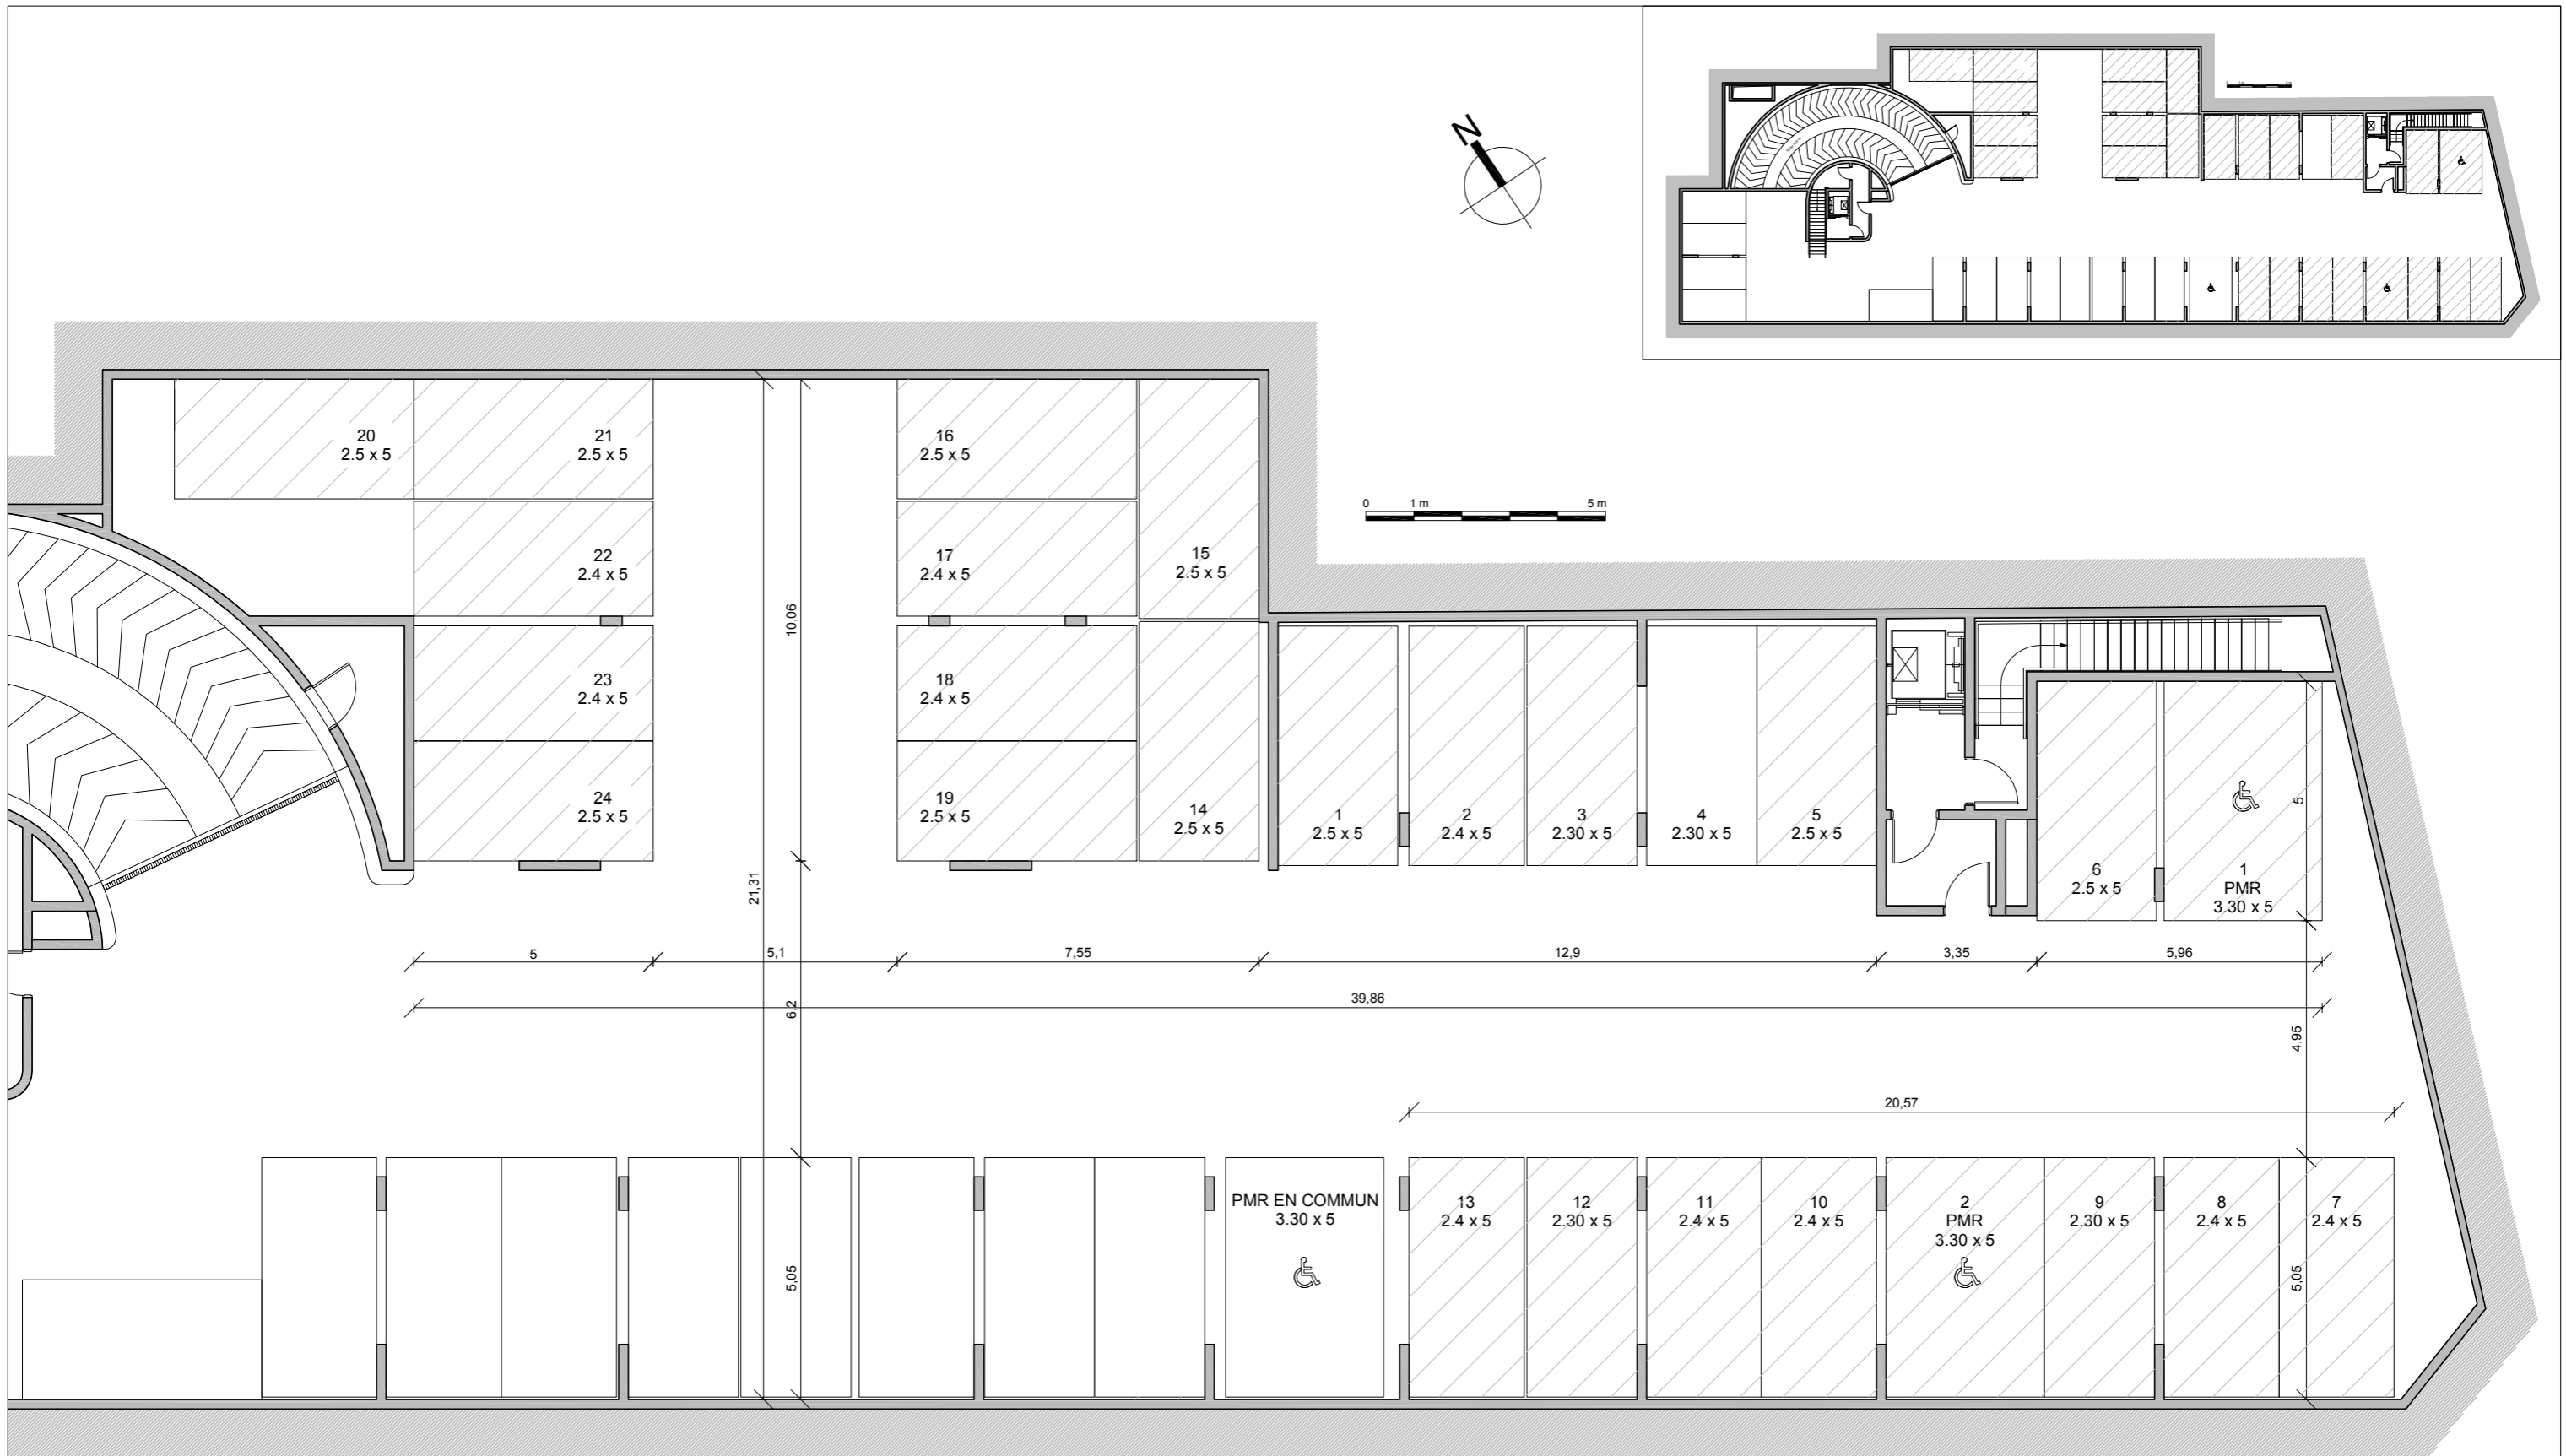 N
20
2.5 x 5
21
2.5 x 5
16
2.5 x 5
0 1 m 5 m
22
2.4 x 5
17
2.4 x 5
15
2.5 x 5
10,06
23
2.4 x 5
18
2.4 x 5
24
2.5 x 5
19
2.5 x 5
14
2.5 x 5
1
2.5 x 5
2
2.4 x 5
3
2.30 x 5
4
2.30 x 5
5
2.5 x 5
6
2.5 x 5
1
PMR
3.30 x 5
5
21,31
5
5,1
7,55
12,9
3,35
5,96
39,86
6,2
4,95
20,57
PMR EN COMMUN
3.30 x 5
13
2.4 x 5
12
2.30 x 5
11
2.4 x 5
10
2.4 x 5
2
PMR
3.30 x 5
9
2.30 x 5
8
2.4 x 5
7
2.4 x 5
5,05
5,05